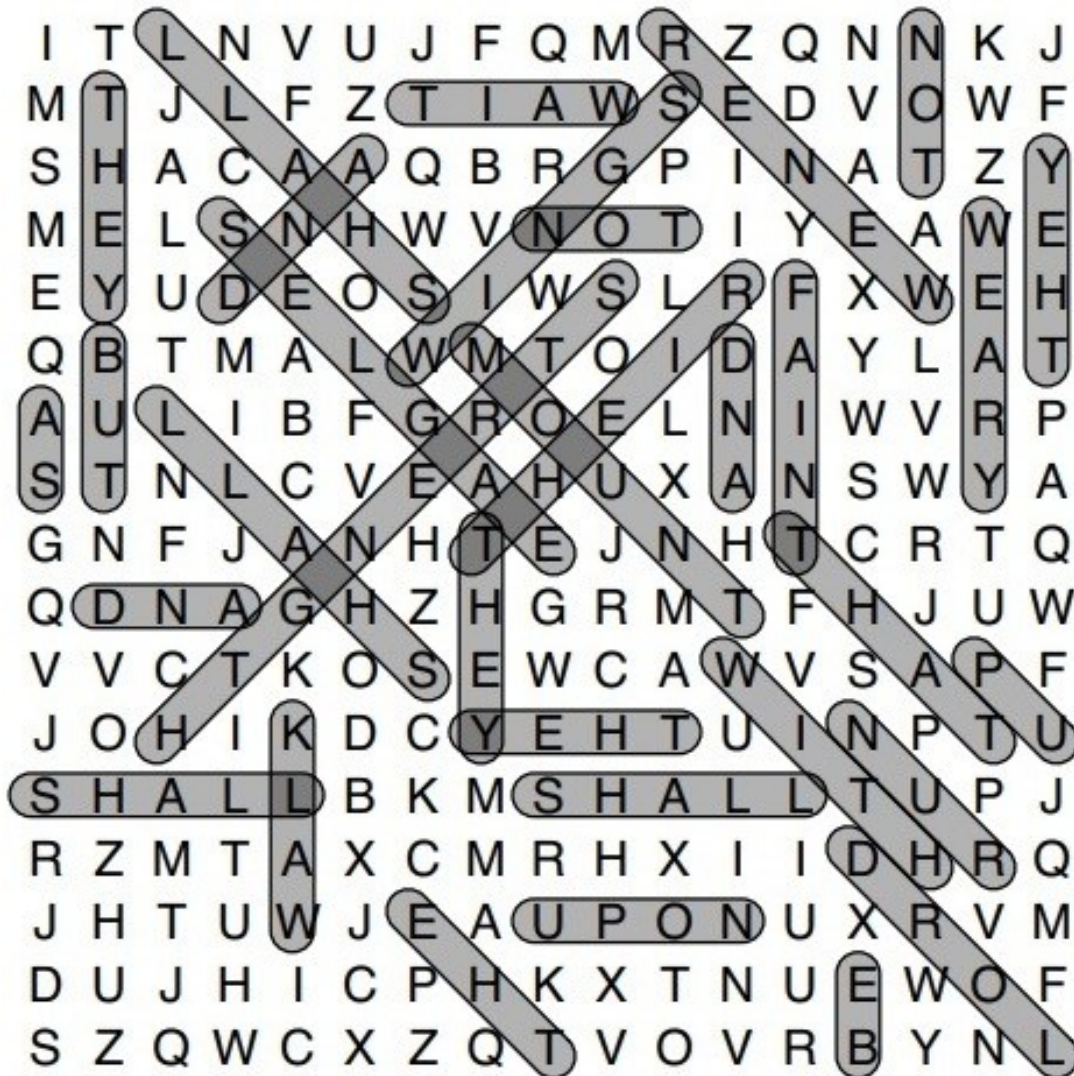 I T L N V U J F Q M R Z Q N N K J
M T J L F Z T I A W S E D V O W F
S H A C A A Q B R G P I N A T Z Y
M E L S N H W V N O T I Y E A W E
E Y U D E O S I W S L R F X W E H
Q B T M A L W M T O I D A Y L A T
A U L I B F G R O E L N I W V R P
S T N L C V E A H U X A N S W Y A
G N F J A N H T E J N H T C R T Q
Q D N A G H Z H G R M T F H J U W
V V C T K O S E W C A W V S A P F
J O H I K D C Y E H T U I N P T U
S H A L L B K M S H A L L T U P J
R Z M T A X C M R H X I I D H R Q
J H T U W J E A U P O N U X R V M
D U J H I C P H K X T N U E W O F
S Z Q W C X Z Q T V O V R B Y N L